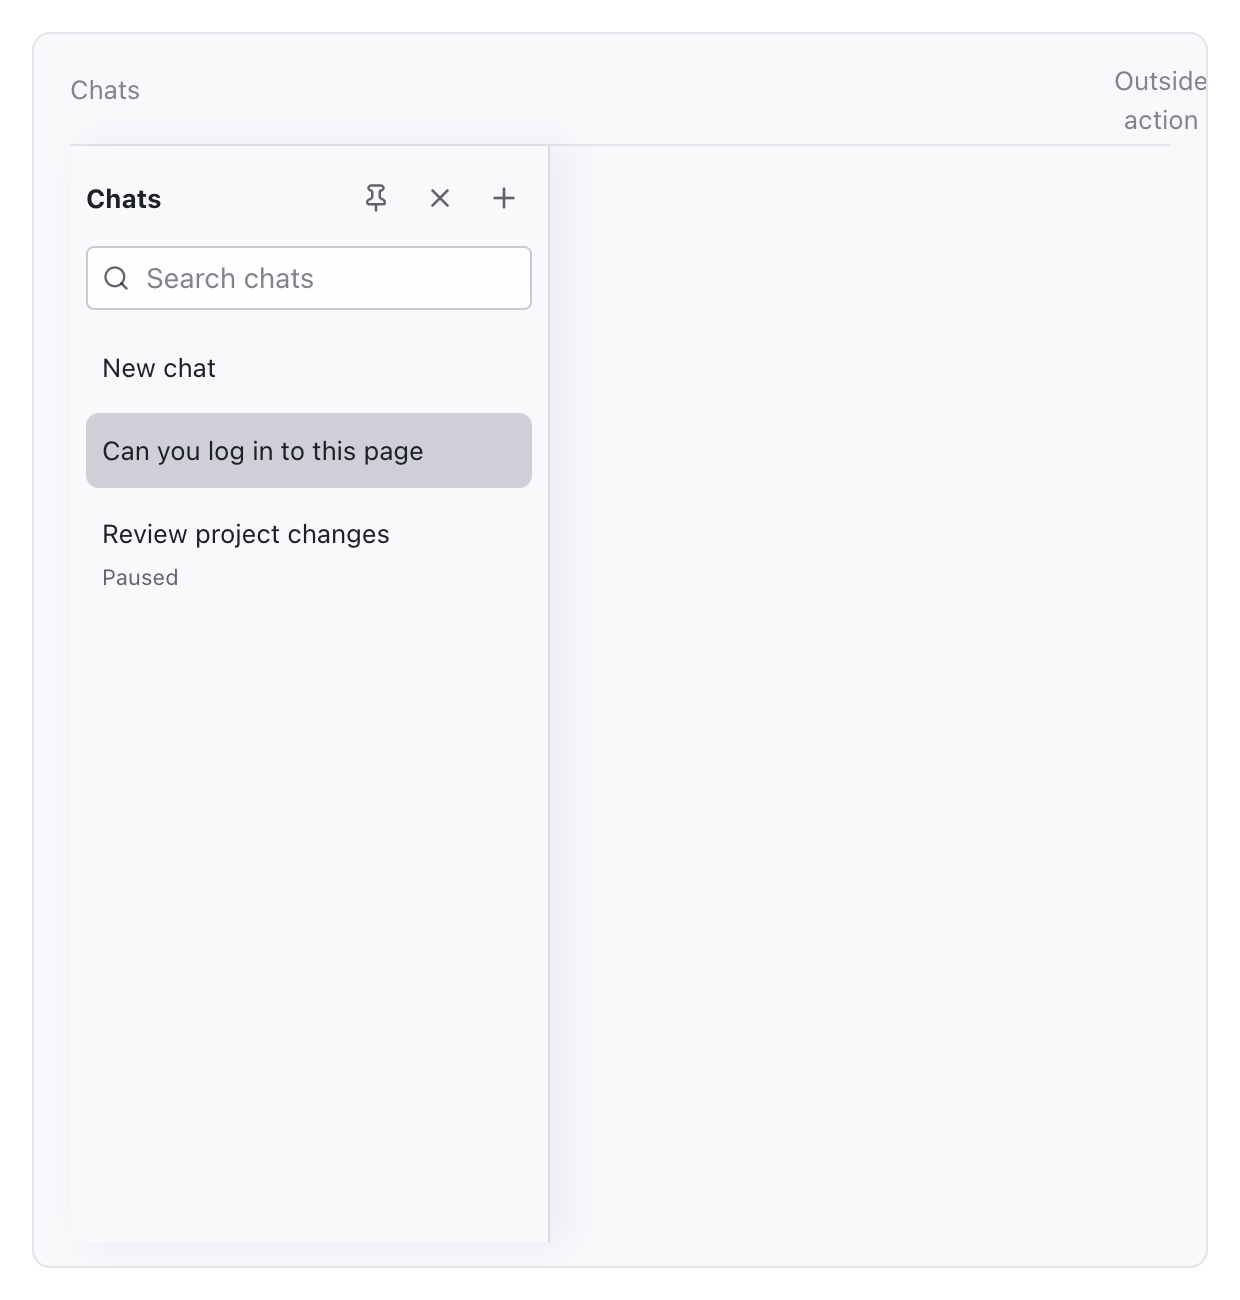 Chats
Outside
action
Chats
Search chats
New chat
Can you log in to this page
Review project changes
Paused